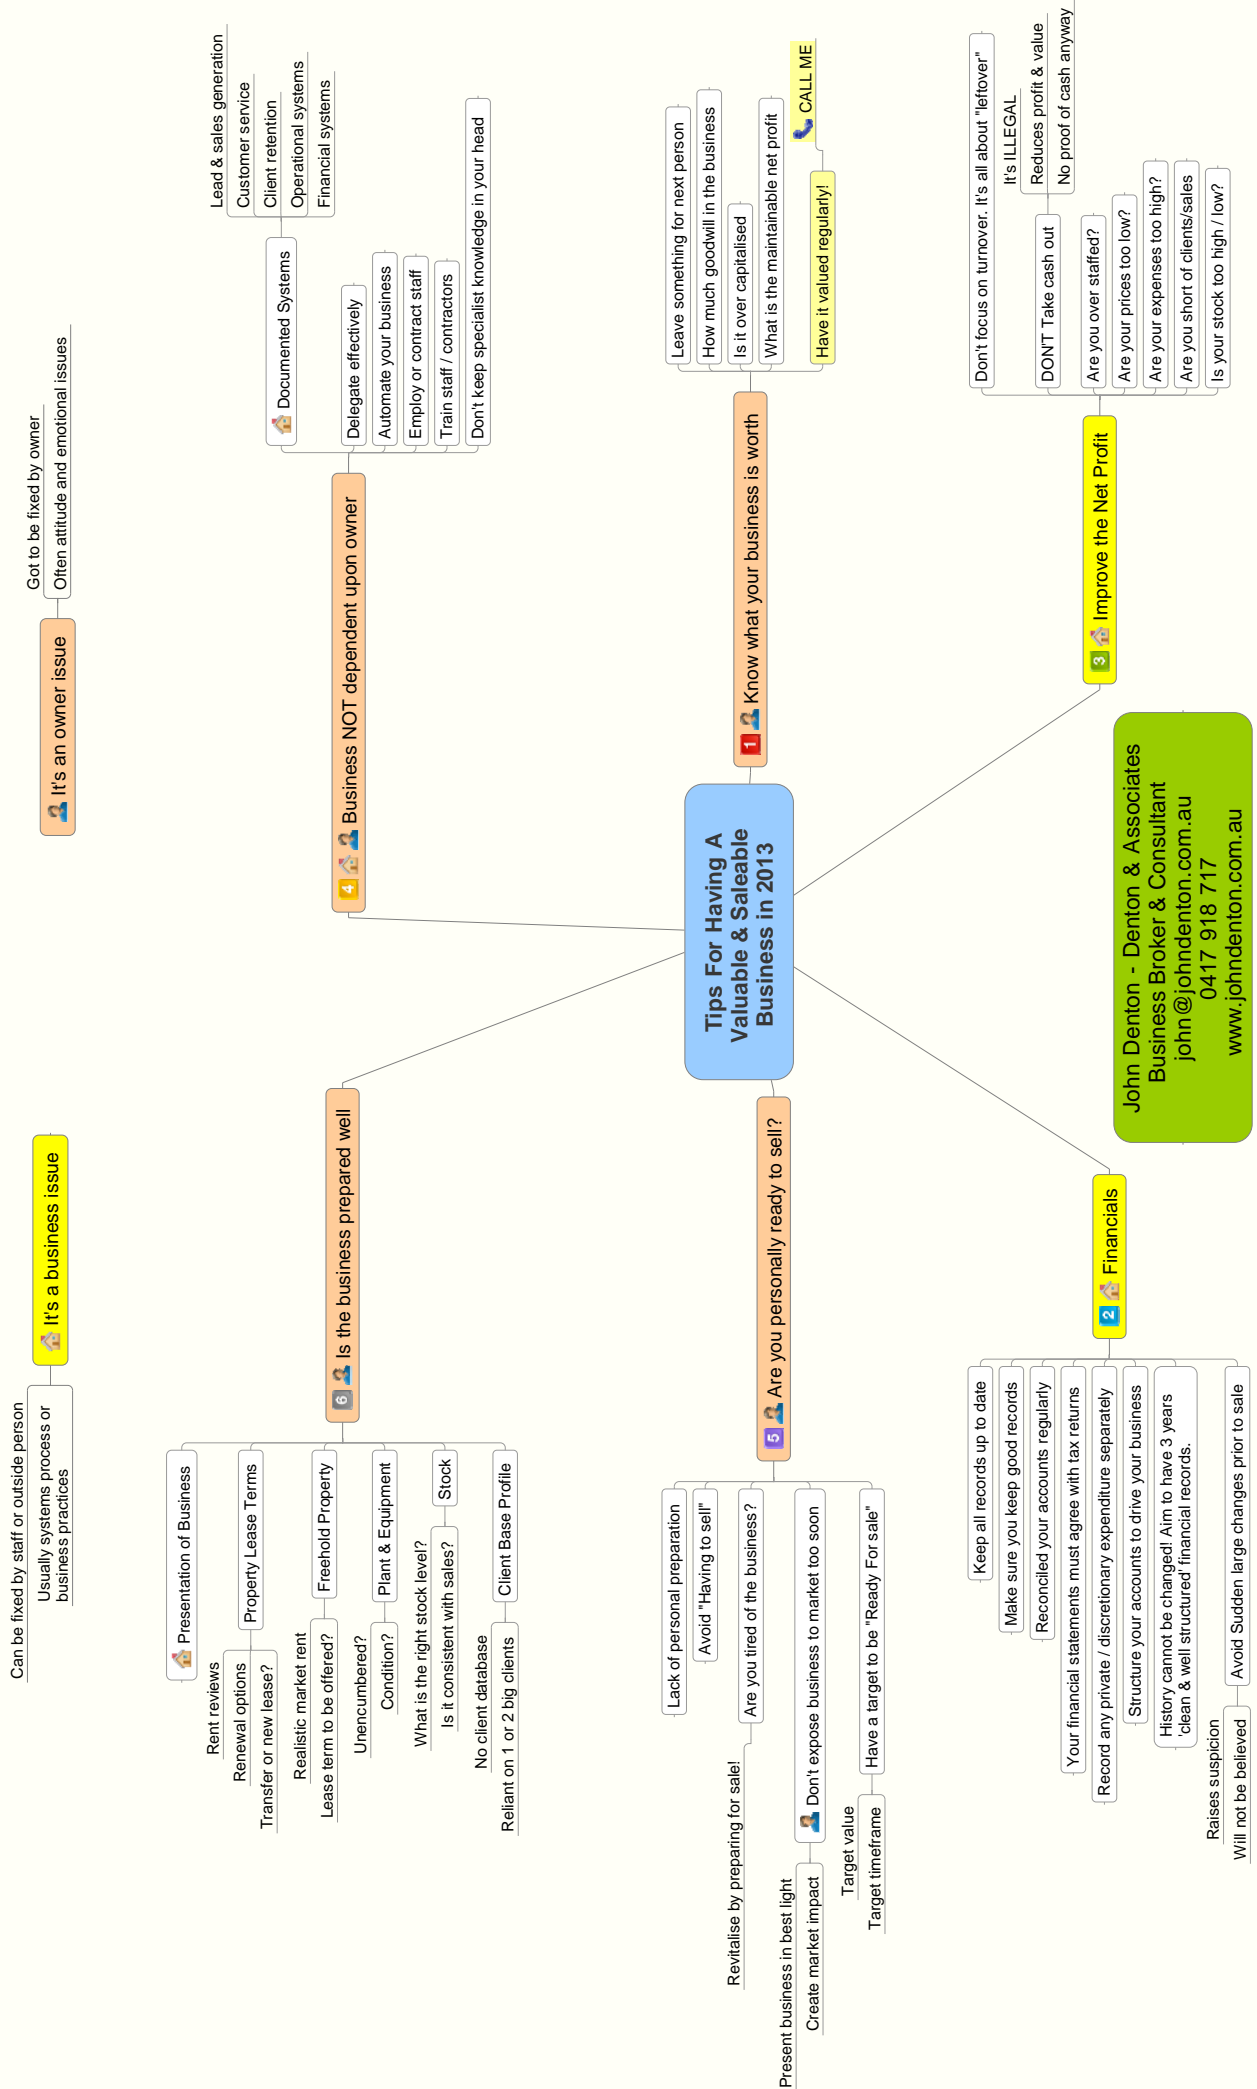 Tips For Having A
Valuable & Saleable
Business in 2013
1 Know what your business is worth
Leave something for next person
How much goodwill in the business
Is it over capitalised
What is the maintainable net profit
Have it valued regularly!
CALL ME
2 Financials
Keep all records up to date
Make sure you keep good records
Reconciled your accounts regularly
Your financial statements must agree with tax returns
Record any private / discretionary expenditure separately
Structure your accounts to drive your business
History cannot be changed! Aim to have 3 years
'clean & well structured' financial records.
Avoid Sudden large changes prior to sale
Raises suspicion
Will not be believed
3 Improve the Net Profit
Don't focus on turnover. It's all about "leftover"
DON'T Take cash out
It's ILLEGAL
Reduces profit & value
No proof of cash anyway
Are you over staffed?
Are your prices too low?
Are your expenses too high?
Are you short of clients/sales
Is your stock too high / low?
4 Business NOT dependent upon owner
Documented Systems
Lead & sales generation
Customer service
Client retention
Operational systems
Financial systems
Delegate effectively
Automate your business
Employ or contract staff
Train staff / contractors
Don't keep specialist knowledge in your head
5 Are you personally ready to sell?
Lack of personal preparation
Avoid "Having to sell"
Are you tired of the business?
Revitalise by preparing for sale!
Don't expose business to market too soon
Present business in best light
Create market impact
Have a target to be "Ready For sale"
Target value
Target timeframe
6 Is the business prepared well
Presentation of Business
Property Lease Terms
Rent reviews
Renewal options
Transfer or new lease?
Freehold Property
Realistic market rent
Lease term to be offered?
Plant & Equipment
Unencumbered?
Condition?
Stock
What is the right stock level?
Is it consistent with sales?
Client Base Profile
No client database
Reliant on 1 or 2 big clients
It's a business issue
Can be fixed by staff or outside person
Usually systems process or
business practices
It's an owner issue
Got to be fixed by owner
Often attitude and emotional issues
John Denton - Denton & Associates
Business Broker & Consultant
john@johndenton.com.au
0417 918 717
www.johndenton.com.au